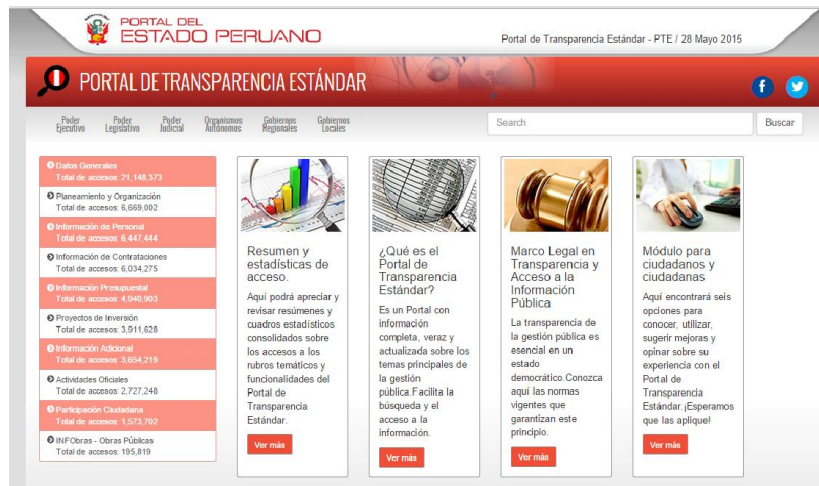 PORTAL DEL
ESTADO PERUANO
Portal de Transparencia Estándar - PTE / 28 Mayo 2015
PORTAL DE TRANSPARENCIA ESTÁNDAR
Poder
Ejecutivo
Poder
Legislativo
Poder
Judicial
Organismos
Autónomos
Gobiernos
Regionales
Gobiernos
Locales
Search
Buscar
Datos Generales
Total de accesos: 21,148,373
Planeamiento y Organización
Total de accesos: 6,669,002
Información de Personal
Total de accesos: 6,447,444
Información de Contrataciones
Total de accesos: 6,034,275
Información Presupuestal
Total de accesos: 4,940,903
Proyectos de Inversión
Total de accesos: 3,911,628
Información Adicional
Total de accesos: 3,654,219
Actividades Oficiales
Total de accesos: 2,727,248
Participación Ciudadana
Total de accesos: 1,573,702
INFObras - Obras Públicas
Total de accesos: 195,819
Resumen y
estadísticas de
acceso.
Aquí podrá apreciar y
revisar resúmenes y
cuadros estadísticos
consolidados sobre
los accesos a los
rubros temáticos y
funcionalidades del
Portal de
Transparencia
Estándar.
Ver más
¿Qué es el
Portal de
Transparencia
Estándar?
Es un Portal con
información
completa, veraz y
actualizada sobre los
temas principales de
la gestión
pública.Facilita la
búsqueda y el
acceso a la
información.
Ver más
Marco Legal en
Transparencia y
Acceso a la
Información
Pública
La transparencia de
la gestión pública es
esencial en un
estado
democrático.Conozca
aquí las normas
vigentes que
garantizan este
principio.
Ver más
Módulo para
ciudadanos y
ciudadanas
Aquí encontrará seis
opciones para
conocer, utilizar,
sugerir mejoras y
opinar sobre su
experiencia con el
Portal de
Transparencia
Estándar.¡Esperamos
que las aplique!
Ver más